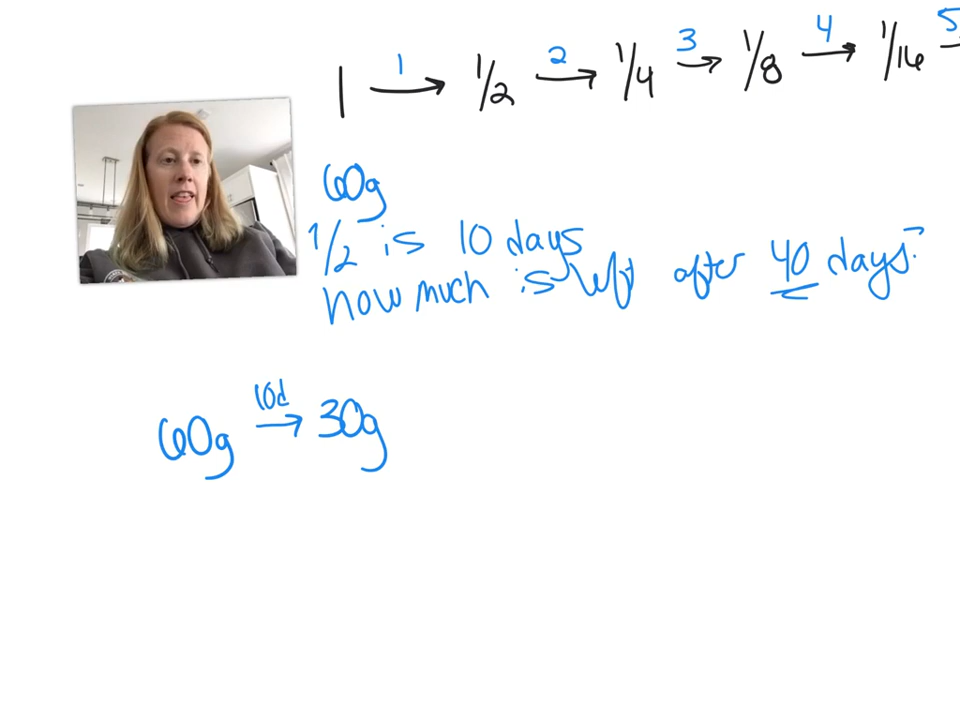 1 →1 1/2 →2 1/4 →3 1/8 →4 1/16 →5
60g
1/2 is 10 days
how much is left after 40 days?
60g →10d 30g